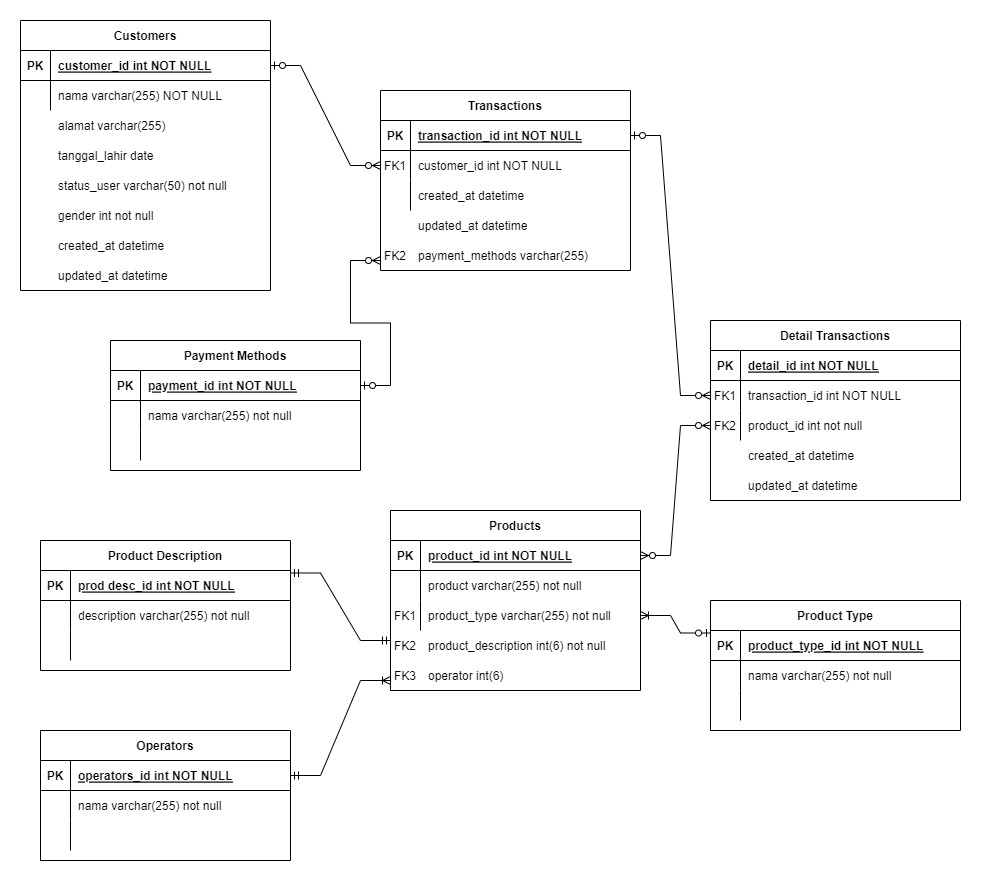 Customers
PK customer_id int NOT NULL
nama varchar(255) NOT NULL
alamat varchar(255)
tanggal_lahir date
status_user varchar(50) not null
gender int not null
created_at datetime
updated_at datetime
Transactions
PK transaction_id int NOT NULL
FK1 customer_id int NOT NULL
created_at datetime
updated_at datetime
FK2 payment_methods varchar(255)
Payment Methods
PK payment_id int NOT NULL
nama varchar(255) not null
Detail Transactions
PK detail_id int NOT NULL
FK1 transaction_id int NOT NULL
FK2 product_id int not null
created_at datetime
updated_at datetime
Products
PK product_id int NOT NULL
product varchar(255) not null
FK1 product_type varchar(255) not null
FK2 product_description int(6) not null
FK3 operator int(6)
Product Description
PK prod desc_id int NOT NULL
description varchar(255) not null
Product Type
PK product_type_id int NOT NULL
nama varchar(255) not null
Operators
PK operators_id int NOT NULL
nama varchar(255) not null